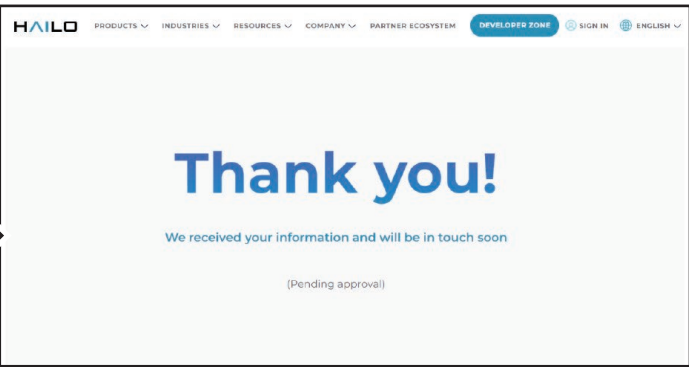 HAILO PRODUCTS INDUSTRIES RESOURCES COMPANY PARTNER ECOSYSTEM DEVELOPER ZONE SIGN IN ENGLISH
Thank you!
We received your information and will be in touch soon
(Pending approval)